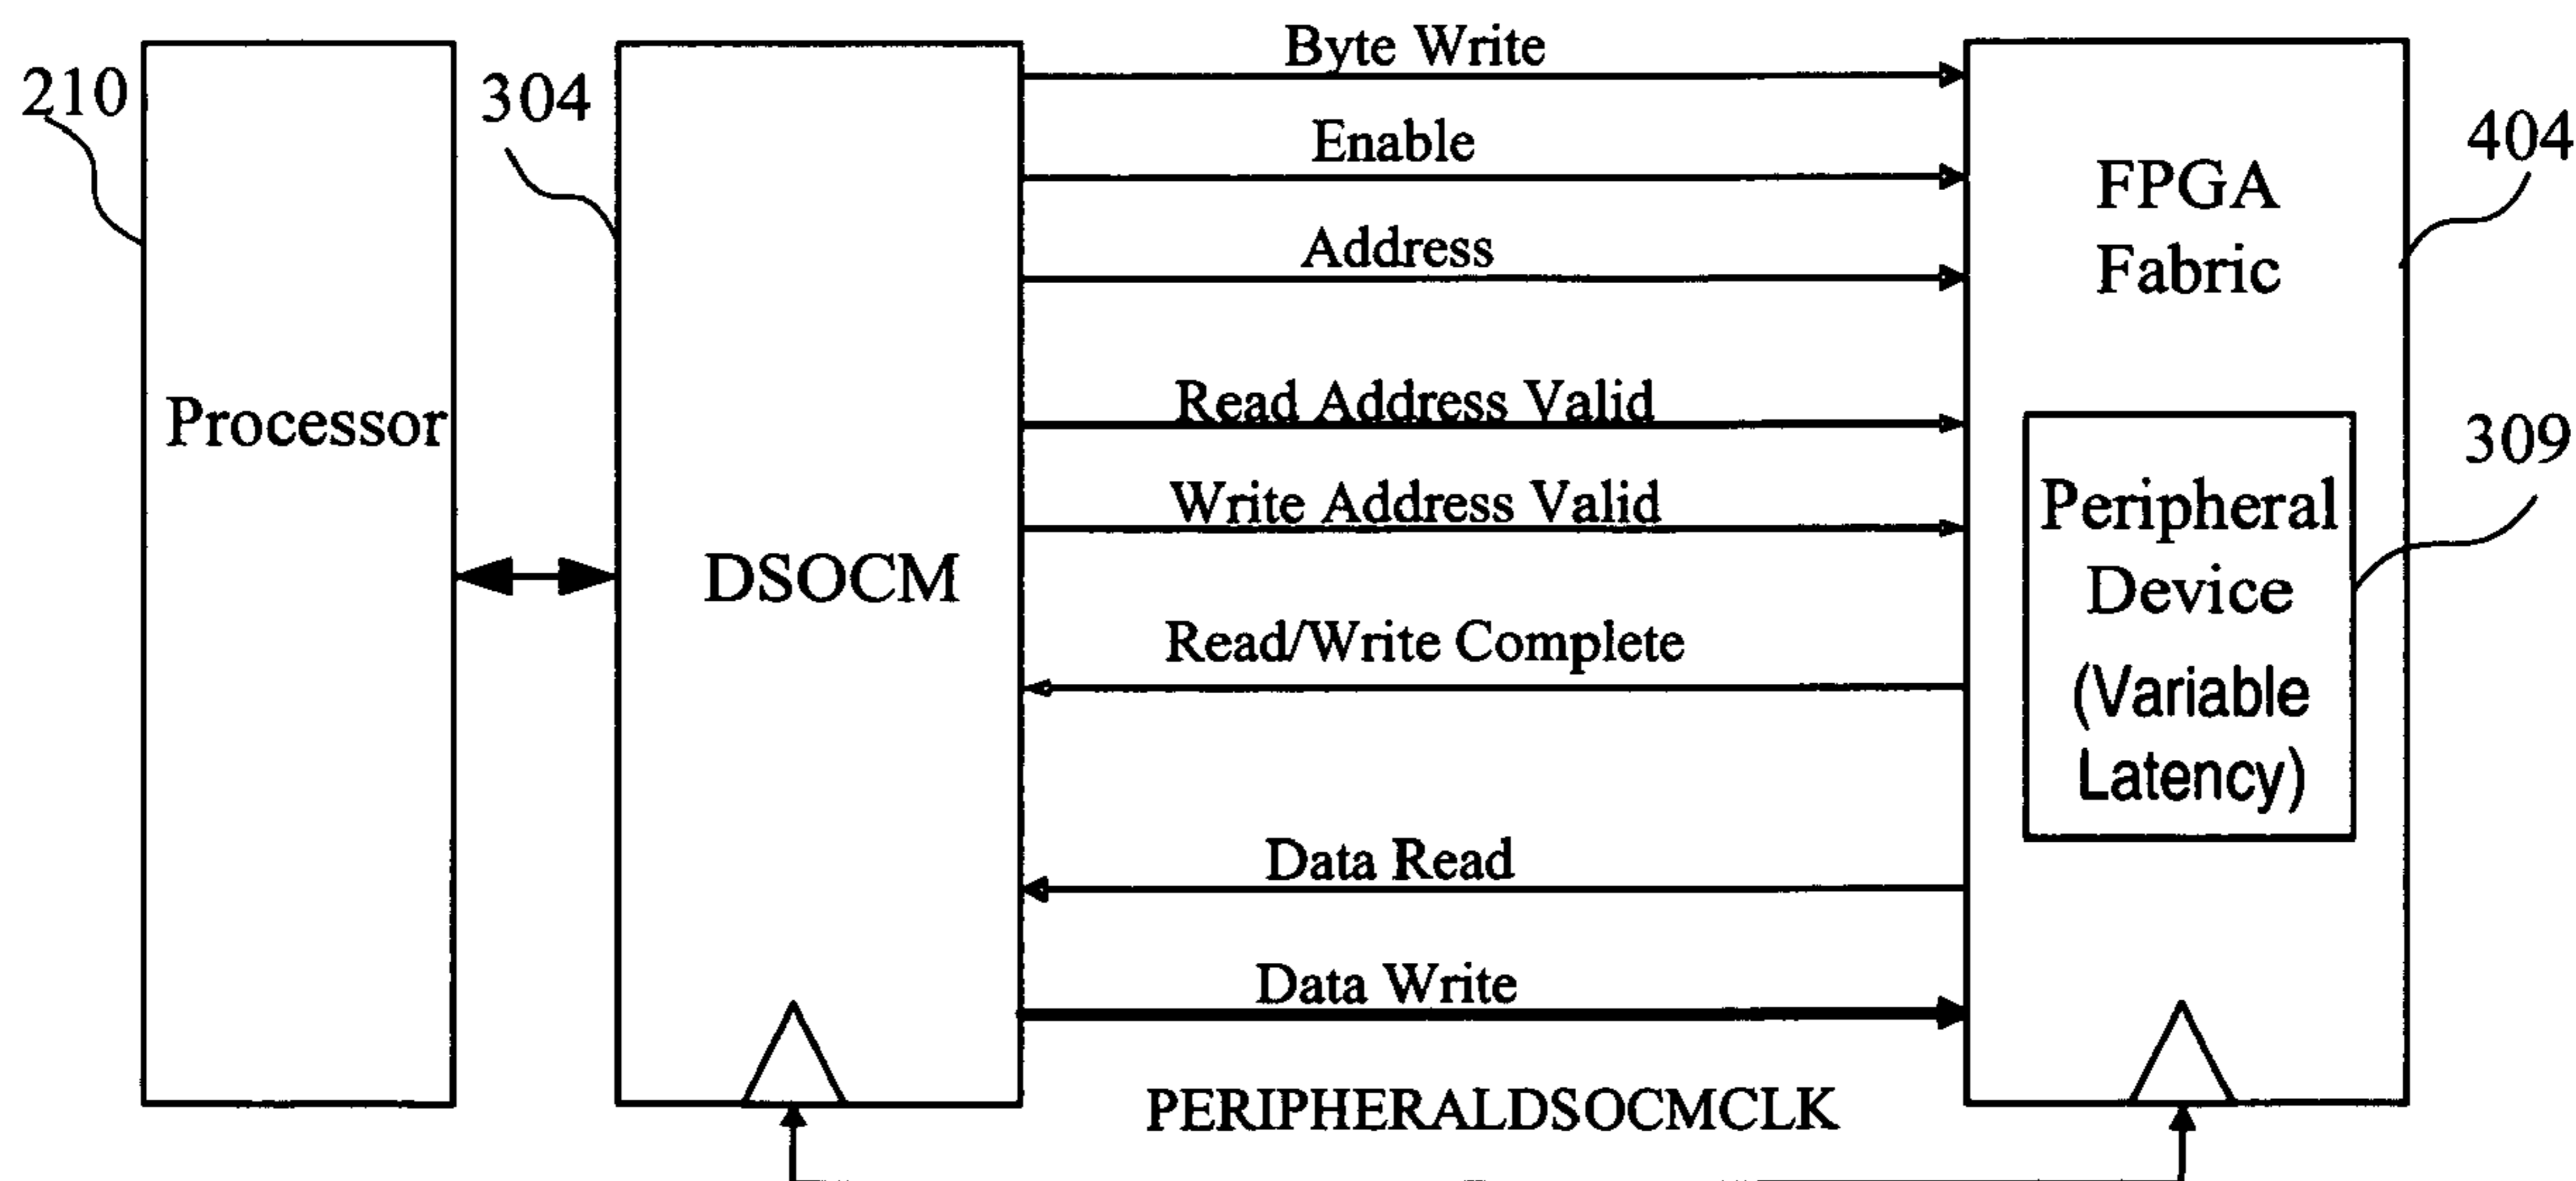 210
Processor
304
DSOCM
Byte Write
Enable
Address
Read Address Valid
Write Address Valid
Read/Write Complete
Data Read
Data Write
PERIPHERALDSOCMCLK
FPGA
Fabric
404
Peripheral
Device
(Variable
Latency)
309